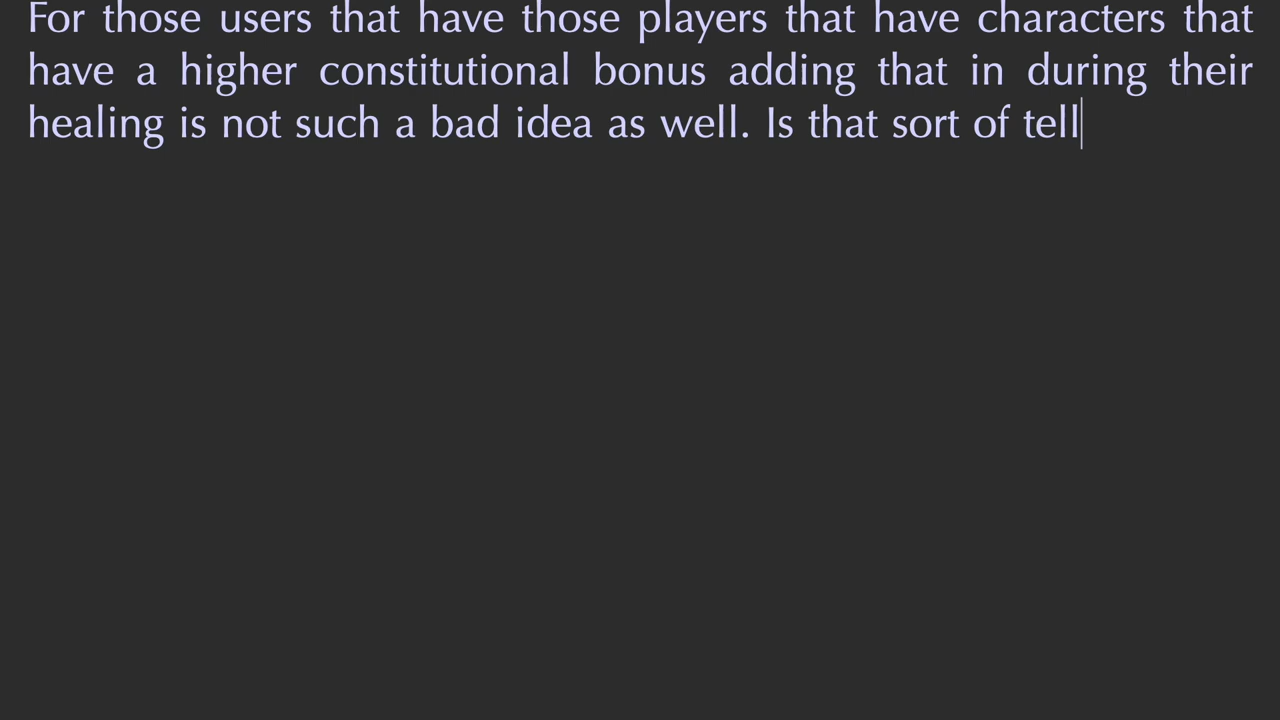 For those users that have those players that have characters that
have a higher constitutional bonus adding that in during their
healing is not such a bad idea as well. Is that sort of tell